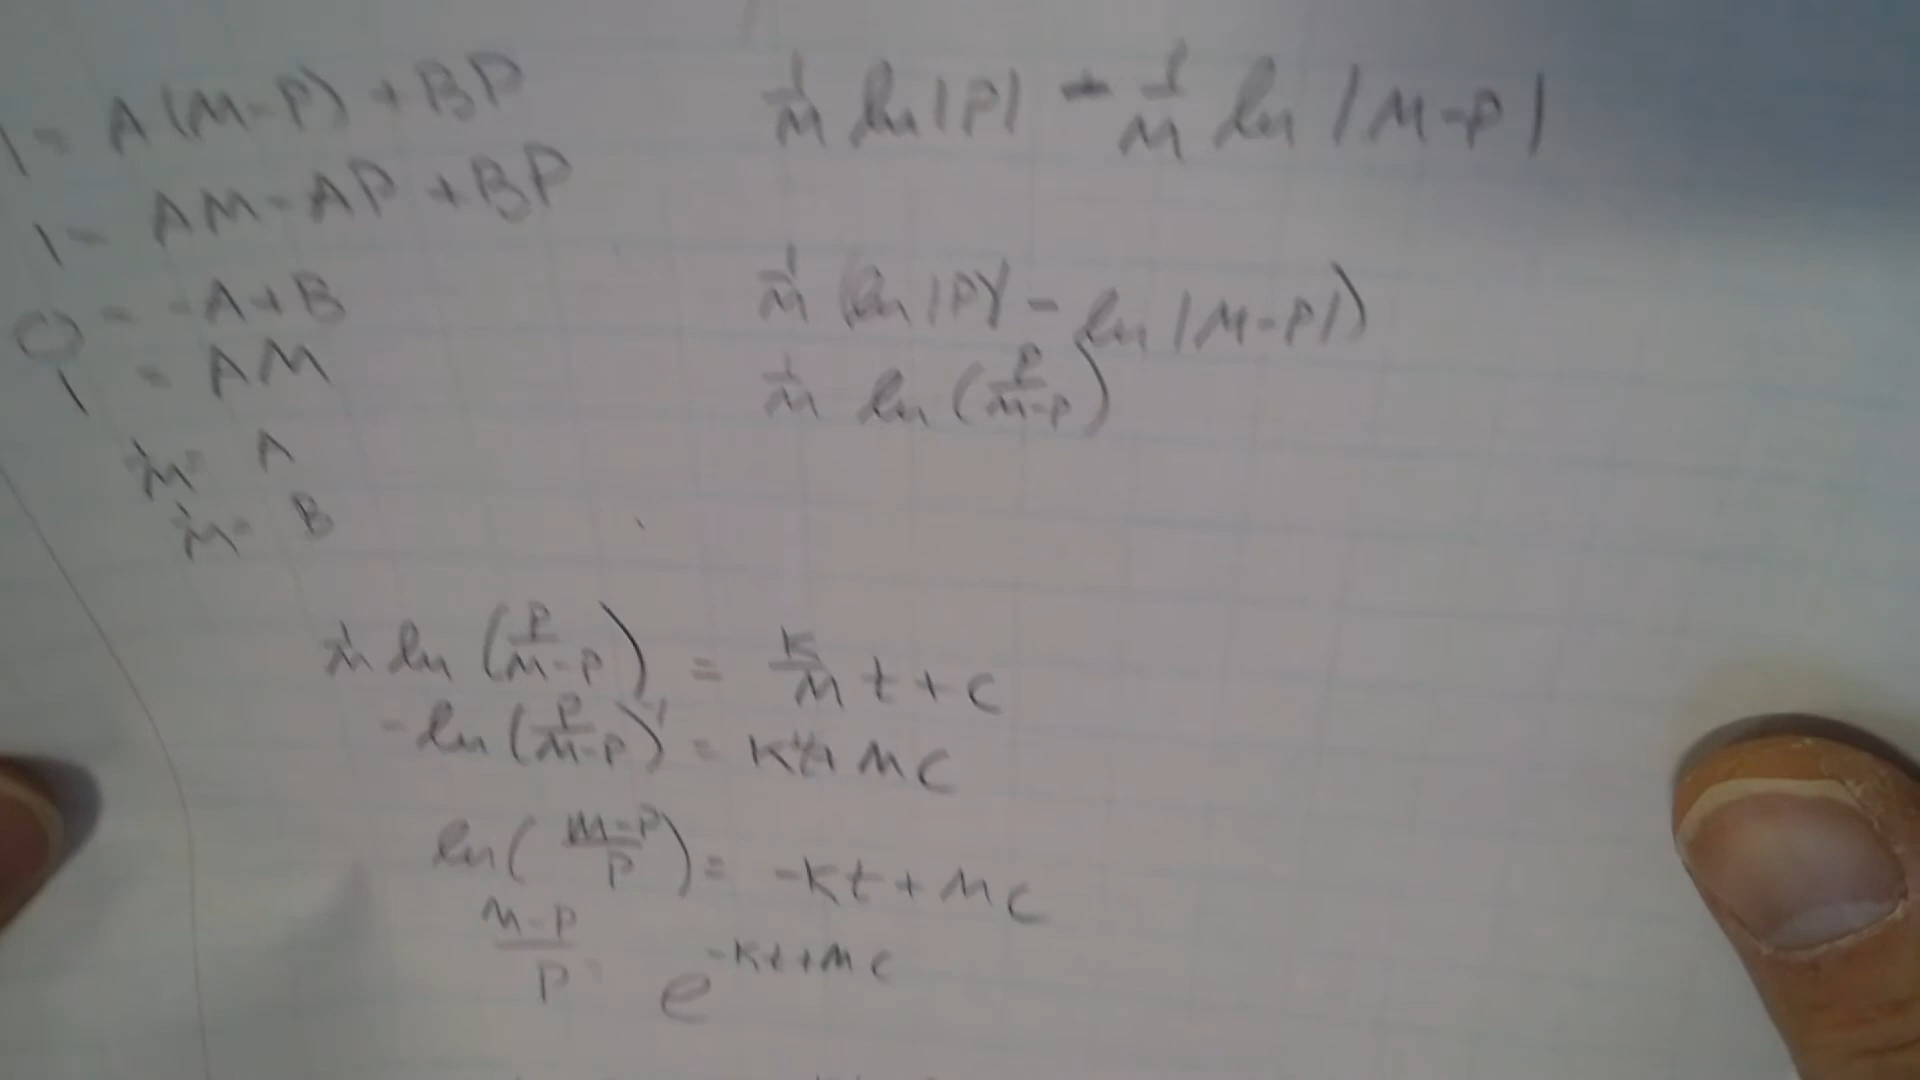 1 = A(M-P) + BP
1 = AM - AP + BP
0 = -A + B
1 = AM
1/M = A
1/M = B
1/M ln |P| - 1/M ln |M-P|
1/M (ln |P| - ln |M-P|)
1/M ln (P/M-P)
1/M ln (P/M-P) = K/M t + C
-ln (P/M-P)^-1 = Kt + MC
ln (M-P/P) = -Kt + MC
M-P/P = e^-Kt+MC